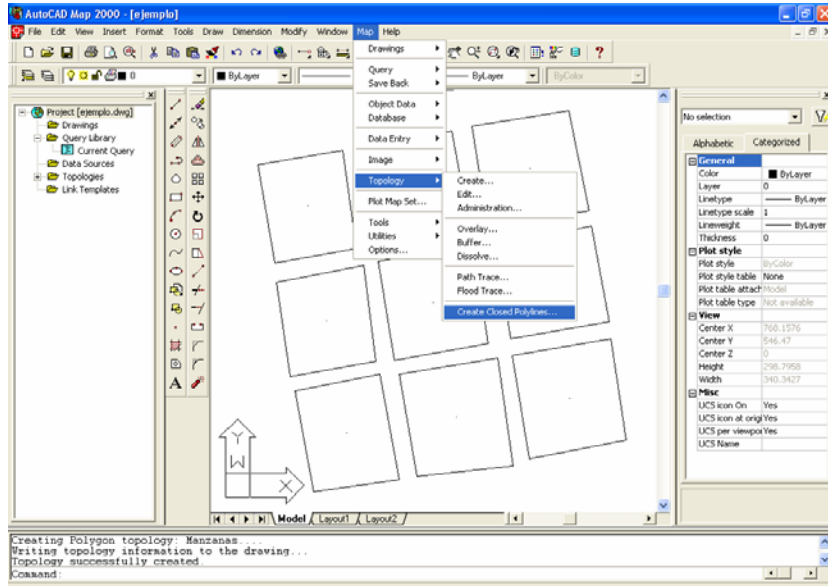 AutoCAD Map 2000 - [ejemplo]
File Edit View Insert Format Tools Draw Dimension Modify Window Map Help
0 ByLayer ByLayer ByColor
Project [ejemplo.dwg]
Drawings
Query Library
Current Query
Data Sources
Topologies
Link Templates
Drawings
Query
Save Back
Object Data
Database
Data Entry
Image
Topology
Plot Map Set...
Tools
Utilities
Options...
Create...
Edit...
Administration...
Overlay...
Buffer...
Dissolve...
Path Trace...
Flood Trace...
Create Closed Polylines...
No selection
Alphabetic Categorized
General
Color ByLayer
Layer 0
Linetype ByLayer
Linetype scale 1
Lineweight ByLayer
Thickness 0
Plot style
Plot style ByColor
Plot style table None
Plot table attach Model
Plot table type Not available
View
Center X 760.1576
Center Y 546.47
Center Z 0
Height 298.7958
Width 340.3427
Misc
UCS icon On Yes
UCS icon at origi Yes
UCS per viewpor Yes
UCS Name
Y
W
X
Model Layout1 Layout2
Creating Polygon topology: Manzanas....
Writing topology information to the drawing...
Topology successfully created.
Command: